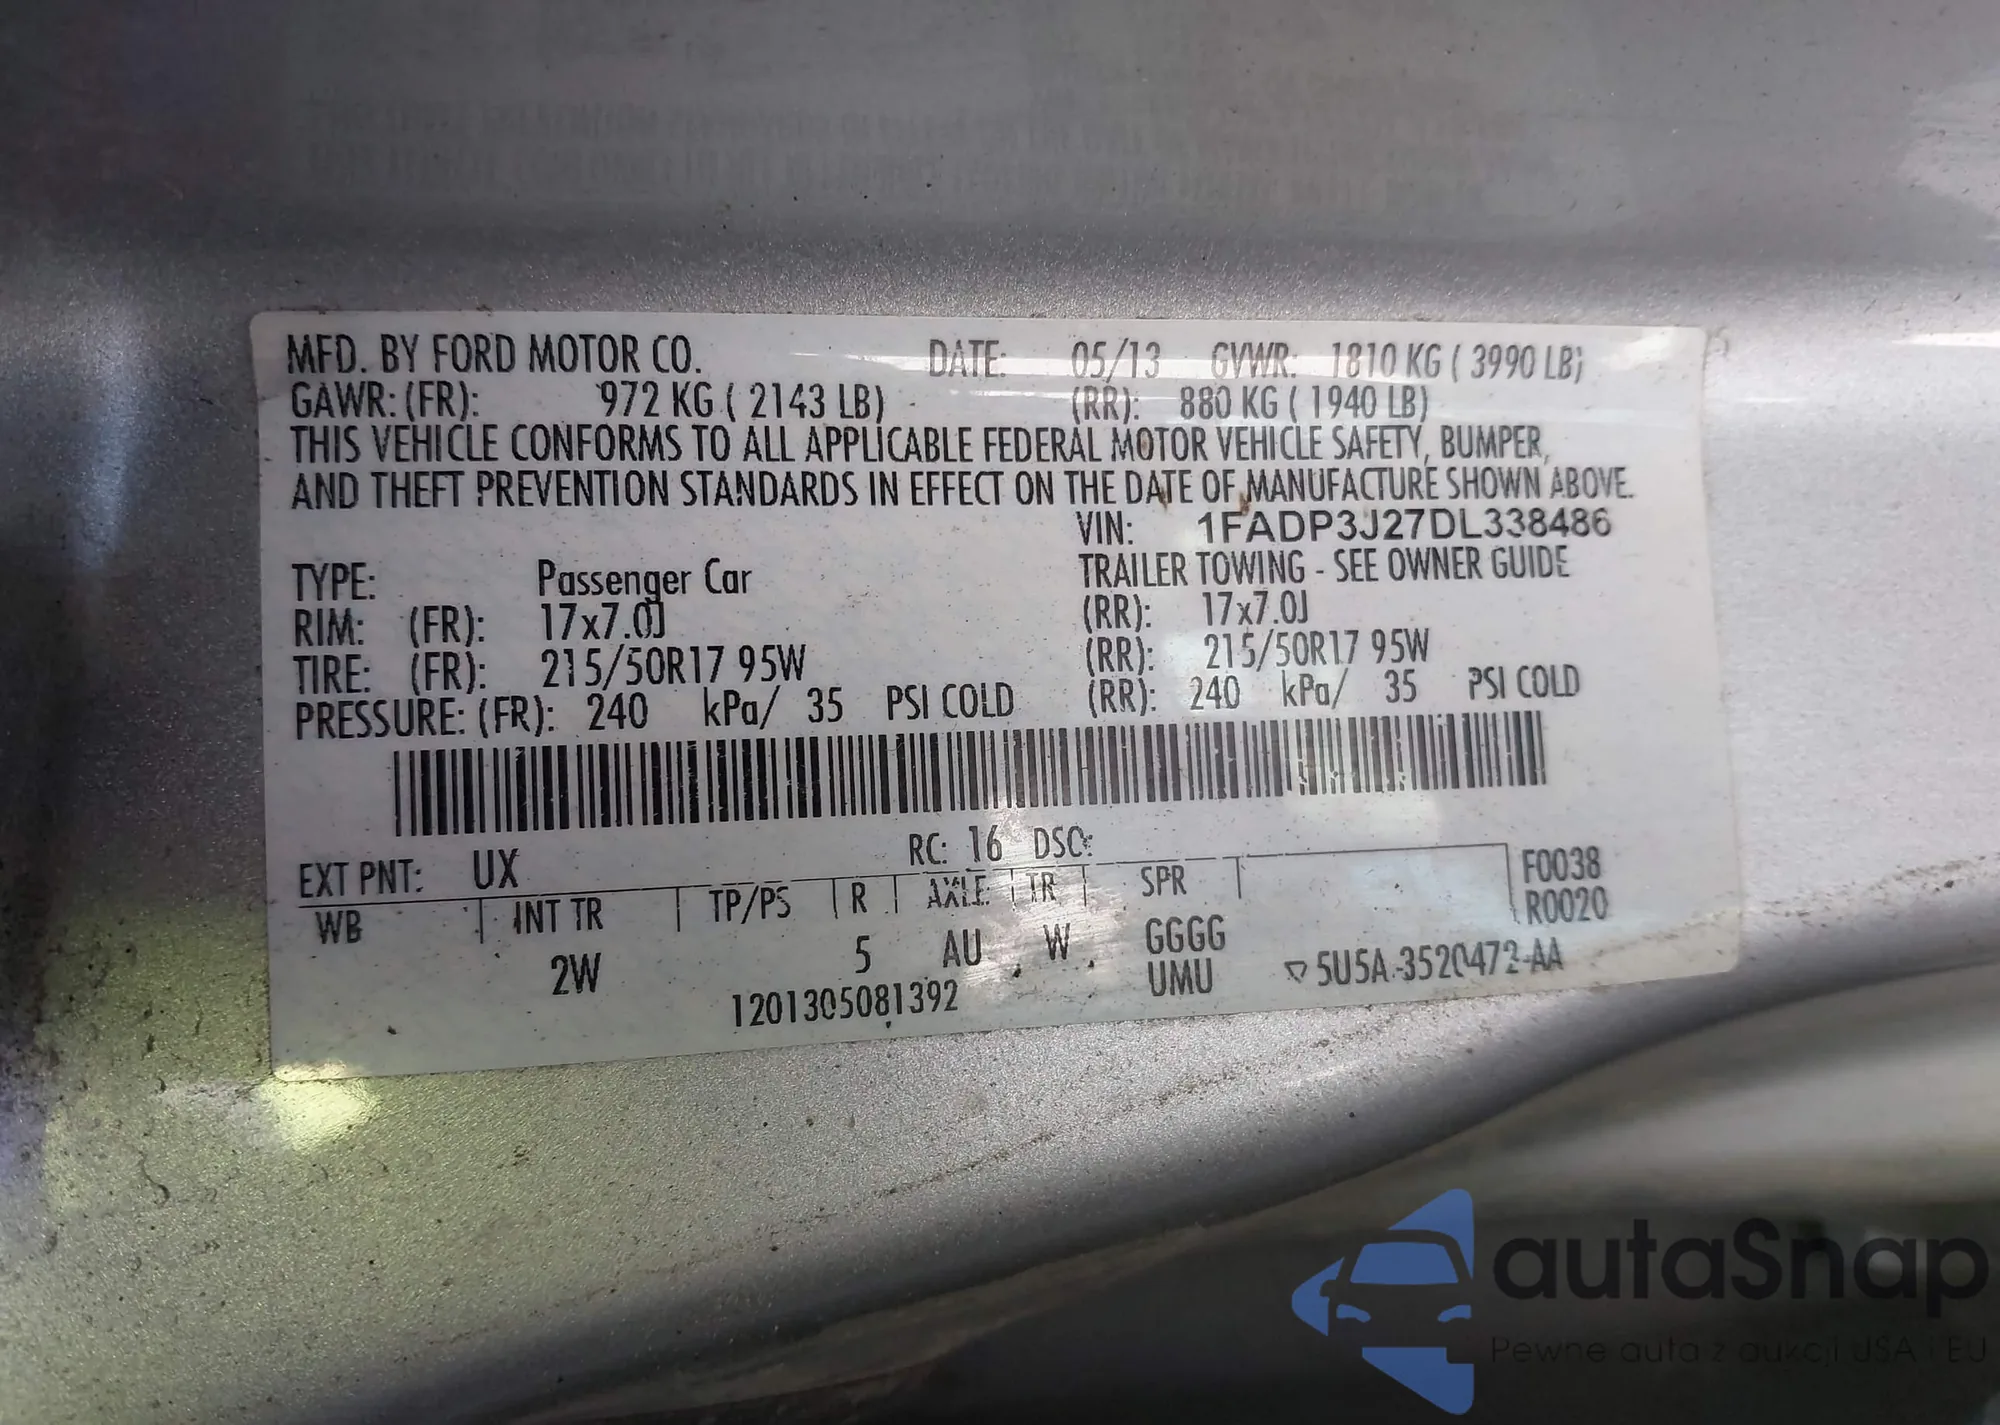 MFD. BY FORD MOTOR CO. DATE: 05/13 GVWR: 1810 KG ( 3990 LB)
GAWR: (FR): 972 KG ( 2143 LB) (RR): 880 KG ( 1940 LB)
THIS VEHICLE CONFORMS TO ALL APPLICABLE FEDERAL MOTOR VEHICLE SAFETY, BUMPER,
AND THEFT PREVENTION STANDARDS IN EFFECT ON THE DATE OF MANUFACTURE SHOWN ABOVE.
VIN: 1FADP3J27DL338486
TYPE: Passenger Car TRAILER TOWING - SEE OWNER GUIDE
RIM: (FR): 17x7.0J (RR): 17x7.0J
TIRE: (FR): 215/50R17 95W (RR): 215/50R17 95W
PRESSURE: (FR): 240 kPa/ 35 PSI COLD (RR): 240 kPa/ 35 PSI COLD
EXT PNT: UX RC: 16 DSO: F0038
WB INT TR TP/PS R AXLE TR SPR R0020
2W 5 AU W GGGG
1201305081392 UMU ▽5U5A-3520472-AA
autaSnap
Pewne auta z aukcji USA i EU